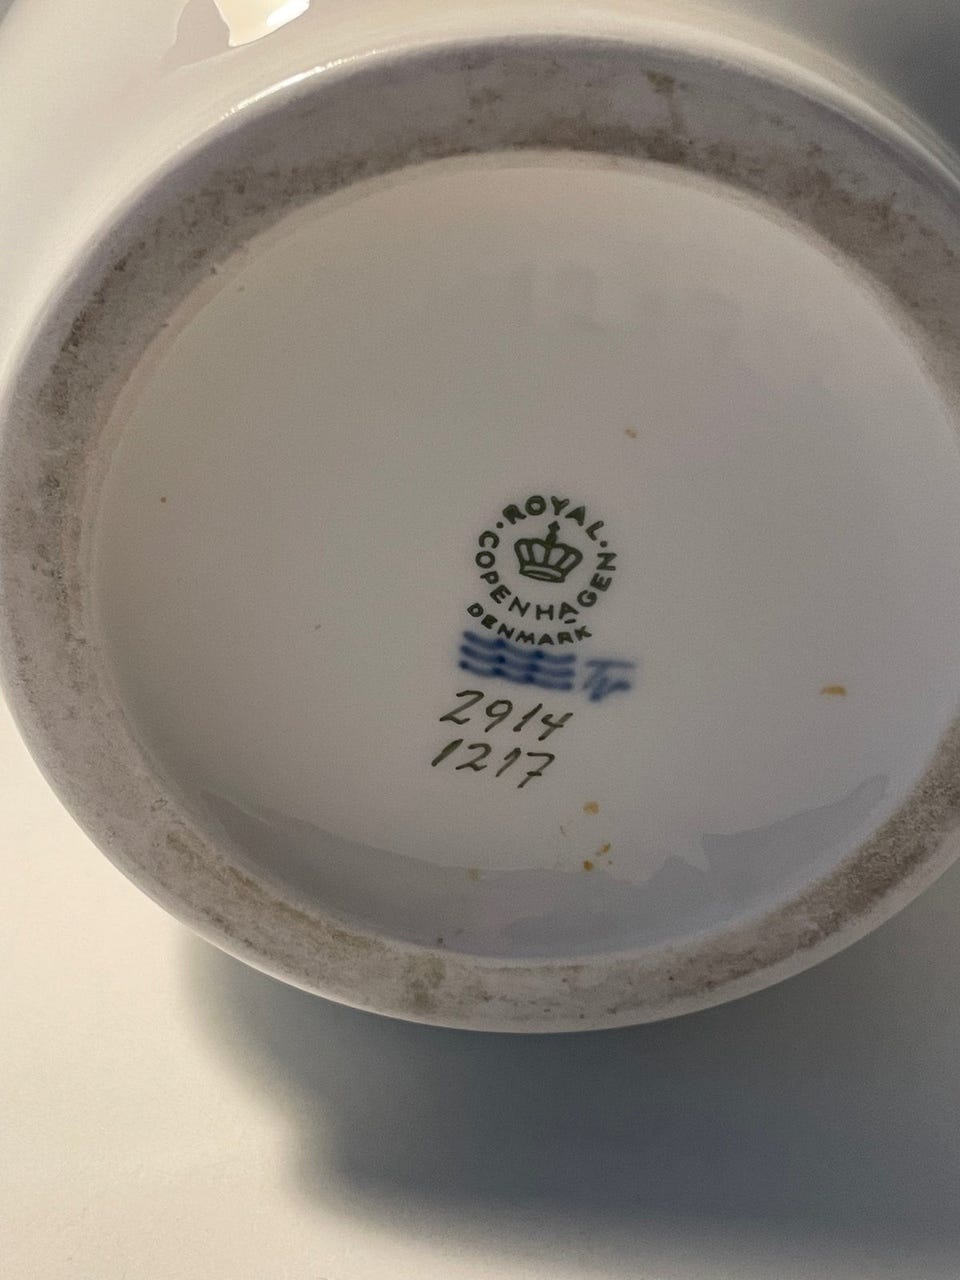 ROYAL
COPENHAGEN
DENMARK
2914
1217